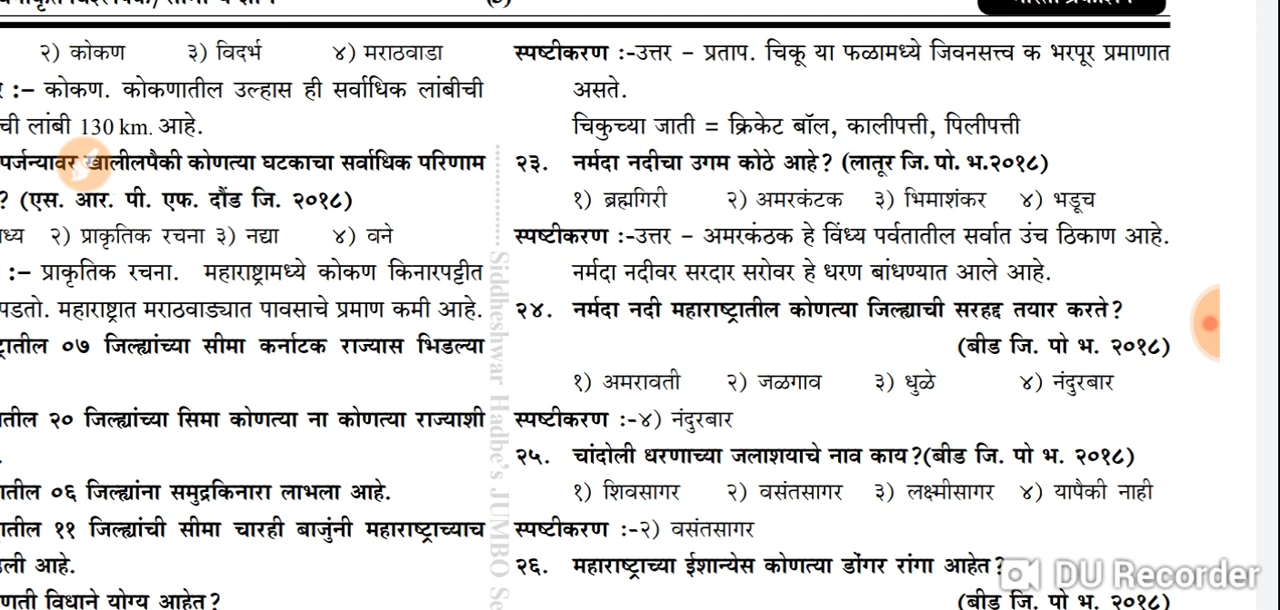 (5)
२) कोकण ३) विदर्भ ४) मराठवाडा
:– कोकण. कोकणातील उल्हास ही सर्वाधिक लांबीची
ची लांबी 130 km. आहे.
पर्जन्यावर खालीलपैकी कोणत्या घटकाचा सर्वाधिक परिणाम
? (एस. आर. पी. एफ. दौंड जि. २०१८)
ध्य २) प्राकृतिक रचना ३) नद्या ४) वने
:– प्राकृतिक रचना. महाराष्ट्रामध्ये कोकण किनारपट्टीत
पडतो. महाराष्ट्रात मराठवाड्यात पावसाचे प्रमाण कमी आहे.
ट्रातील ०७ जिल्ह्यांच्या सीमा कर्नाटक राज्यास भिडल्या
तील २० जिल्ह्यांच्या सिमा कोणत्या ना कोणत्या राज्याशी
ातील ०६ जिल्ह्यांना समुद्रकिनारा लाभला आहे.
ातील ११ जिल्ह्यांची सीमा चारही बाजुंनी महाराष्ट्राच्याच
ली आहे.
णती विधाने योग्य आहेत?
Siddheshwar Hadbe's JUMBO Se
स्पष्टीकरण :-उत्तर – प्रताप. चिकू या फळामध्ये जिवनसत्त्व क भरपूर प्रमाणात
असते.
चिकुच्या जाती = क्रिकेट बॉल, कालीपत्ती, पिलीपत्ती
२३. नर्मदा नदीचा उगम कोठे आहे? (लातूर जि. पो. भ.२०१८)
१) ब्रह्मगिरी २) अमरकंटक ३) भिमाशंकर ४) भडूच
स्पष्टीकरण :-उत्तर – अमरकंठक हे विंध्य पर्वतातील सर्वात उंच ठिकाण आहे.
नर्मदा नदीवर सरदार सरोवर हे धरण बांधण्यात आले आहे.
२४. नर्मदा नदी महाराष्ट्रातील कोणत्या जिल्ह्याची सरहद्द तयार करते?
(बीड जि. पो भ. २०१८)
१) अमरावती २) जळगाव ३) धुळे ४) नंदुरबार
स्पष्टीकरण :-४) नंदुरबार
२५. चांदोली धरणाच्या जलाशयाचे नाव काय?(बीड जि. पो भ. २०१८)
१) शिवसागर २) वसंतसागर ३) लक्ष्मीसागर ४) यापैकी नाही
स्पष्टीकरण :-२) वसंतसागर
२६. महाराष्ट्राच्या ईशान्येस कोणत्या डोंगर रांगा आहेत?
(बीड जि. पो भ. २०१८)
DU Recorder